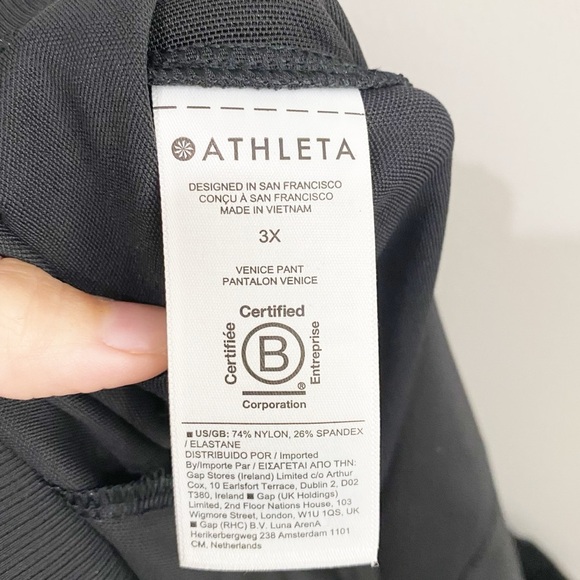 ATHLETA
DESIGNED IN SAN FRANCISCO
CONÇU À SAN FRANCISCO
MADE IN VIETNAM
3X
VENICE PANT
PANTALON VENICE
Certified
Certifiée
B
®
Entreprise
Corporation
■ US/GB: 74% NYLON, 26% SPANDEX
/ ELASTANE
DISTRIBUIDO POR / Imported
By/Importe Par / ΕΙΣΑΓΕΤΑΙ ΑΠΟ ΤΗΝ:
Gap Stores (Ireland) Limited c/o Arthur
Cox, 10 Earlsfort Terrace, Dublin 2, D02
T380, Ireland ■ Gap (UK Holdings)
Limited, 2nd Floor Nations House, 103
Wigmore Street, London, W1U 1QS, UK
■ Gap (RHC) B.V. Luna ArenA
Herikerbergweg 238 Amsterdam 1101
CM, Netherlands